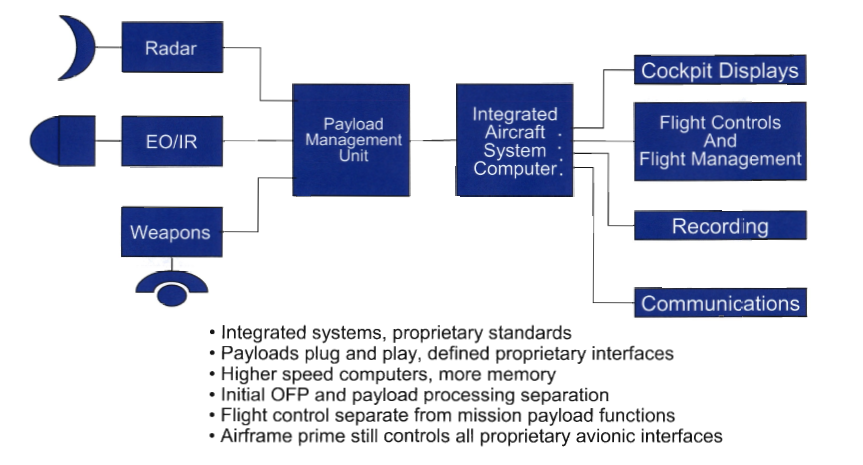 Radar
EO/IR
Weapons
Payload
Management
Unit
Integrated
Aircraft
System
Computer
Cockpit Displays
Flight Controls
And
Flight Management
Recording
Communications
• Integrated systems, proprietary standards
• Payloads plug and play, defined proprietary interfaces
• Higher speed computers, more memory
• Initial OFP and payload processing separation
• Flight control separate from mission payload functions
• Airframe prime still controls all proprietary avionic interfaces